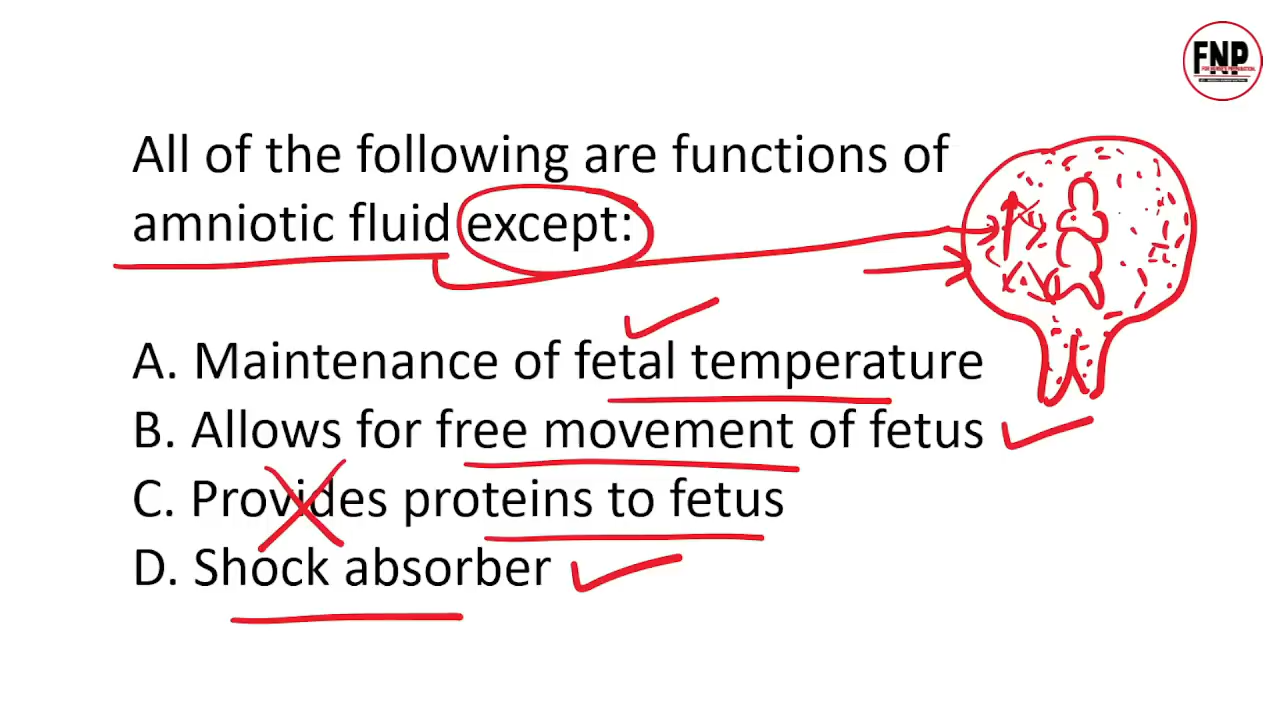 FNP
All of the following are functions of
amniotic fluid except:
A. Maintenance of fetal temperature
B. Allows for free movement of fetus
C. Provides proteins to fetus
D. Shock absorber